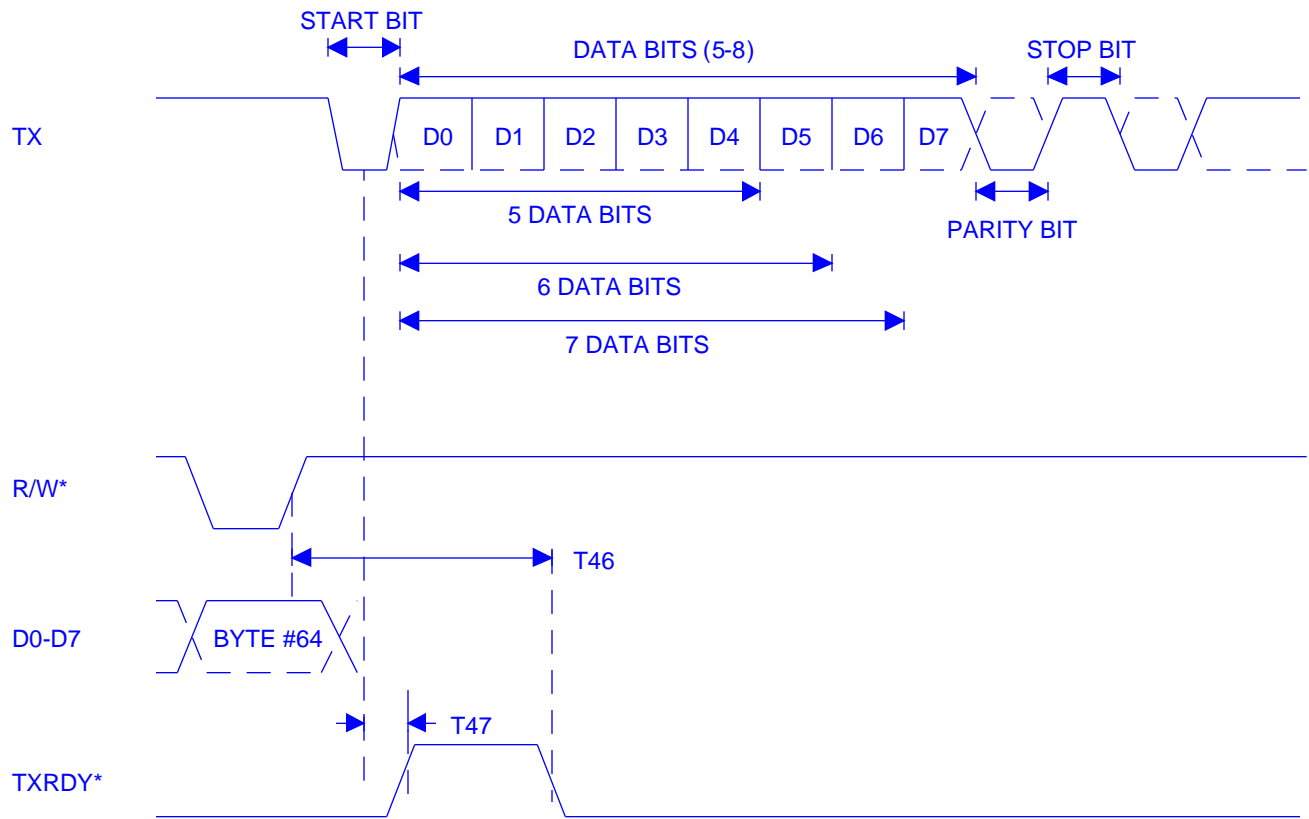 START BIT
DATA BITS (5-8)
STOP BIT
TX
D0 D1 D2 D3 D4 D5 D6 D7
5 DATA BITS
PARITY BIT
6 DATA BITS
7 DATA BITS
R/W*
T46
D0-D7
BYTE #64
T47
TXRDY*